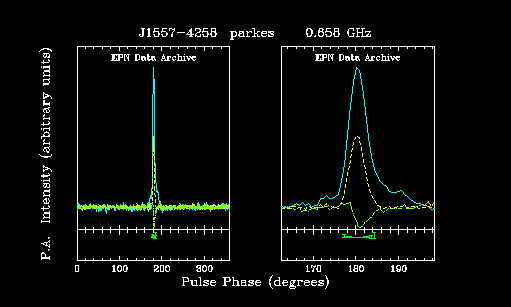 J1557-4258 parkes 0.658 GHz
EPN Data Archive
EPN Data Archive
P.A. Intensity (arbitrary units)
0 100 200 300
170 180 190
Pulse Phase (degrees)